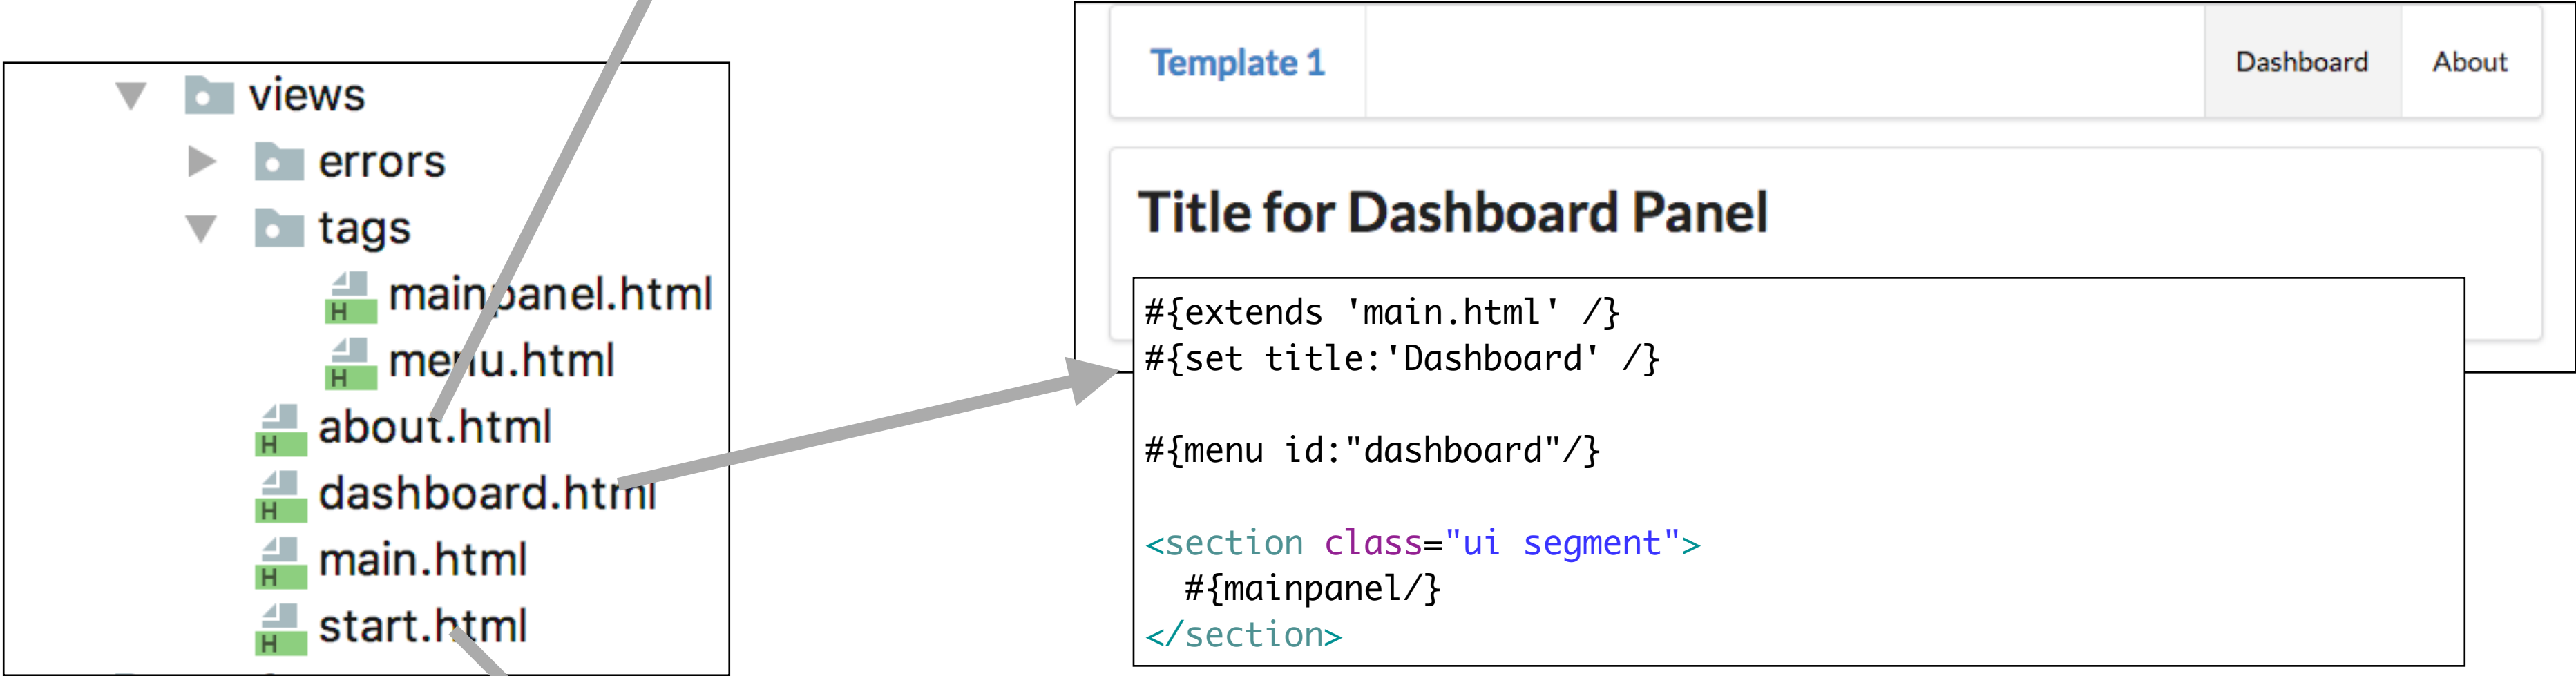 views
errors
tags
mainpanel.html
menu.html
about.html
dashboard.html
main.html
start.html
Template 1
Dashboard
About
Title for Dashboard Panel
#{extends 'main.html' /}
#{set title:'Dashboard' /}
#{menu id:"dashboard"/}
<section class="ui segment">
  #{mainpanel/}
</section>